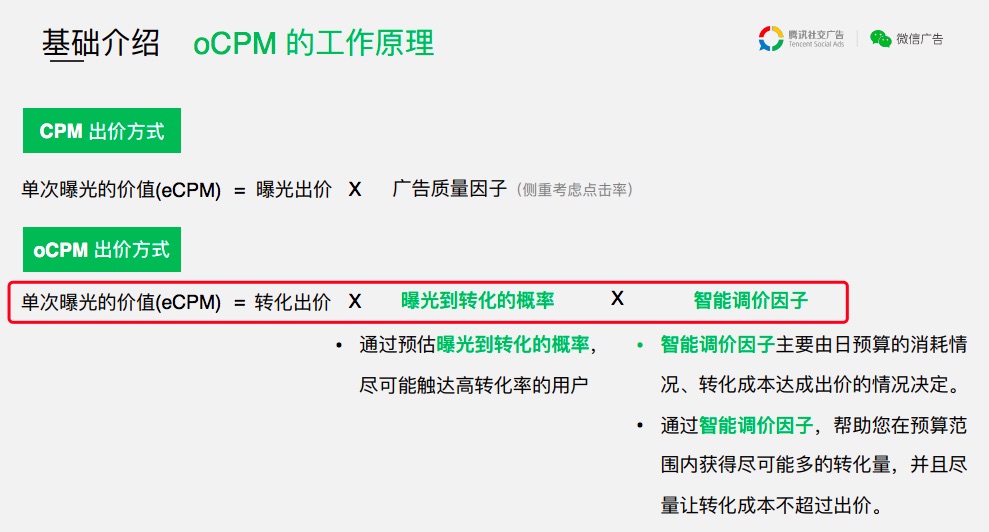 基础介绍 oCPM 的工作原理
腾讯社交广告
Tencent Social Ads
微信广告
CPM 出价方式
单次曝光的价值(eCPM) = 曝光出价 X 广告质量因子（侧重考虑点击率）
oCPM 出价方式
单次曝光的价值(eCPM) = 转化出价 X 曝光到转化的概率 X 智能调价因子
• 通过预估曝光到转化的概率，
尽可能触达高转化率的用户
• 智能调价因子主要由日预算的消耗情
况、转化成本达成出价的情况决定。
• 通过智能调价因子，帮助您在预算范
围内获得尽可能多的转化量，并且尽
量让转化成本不超过出价。